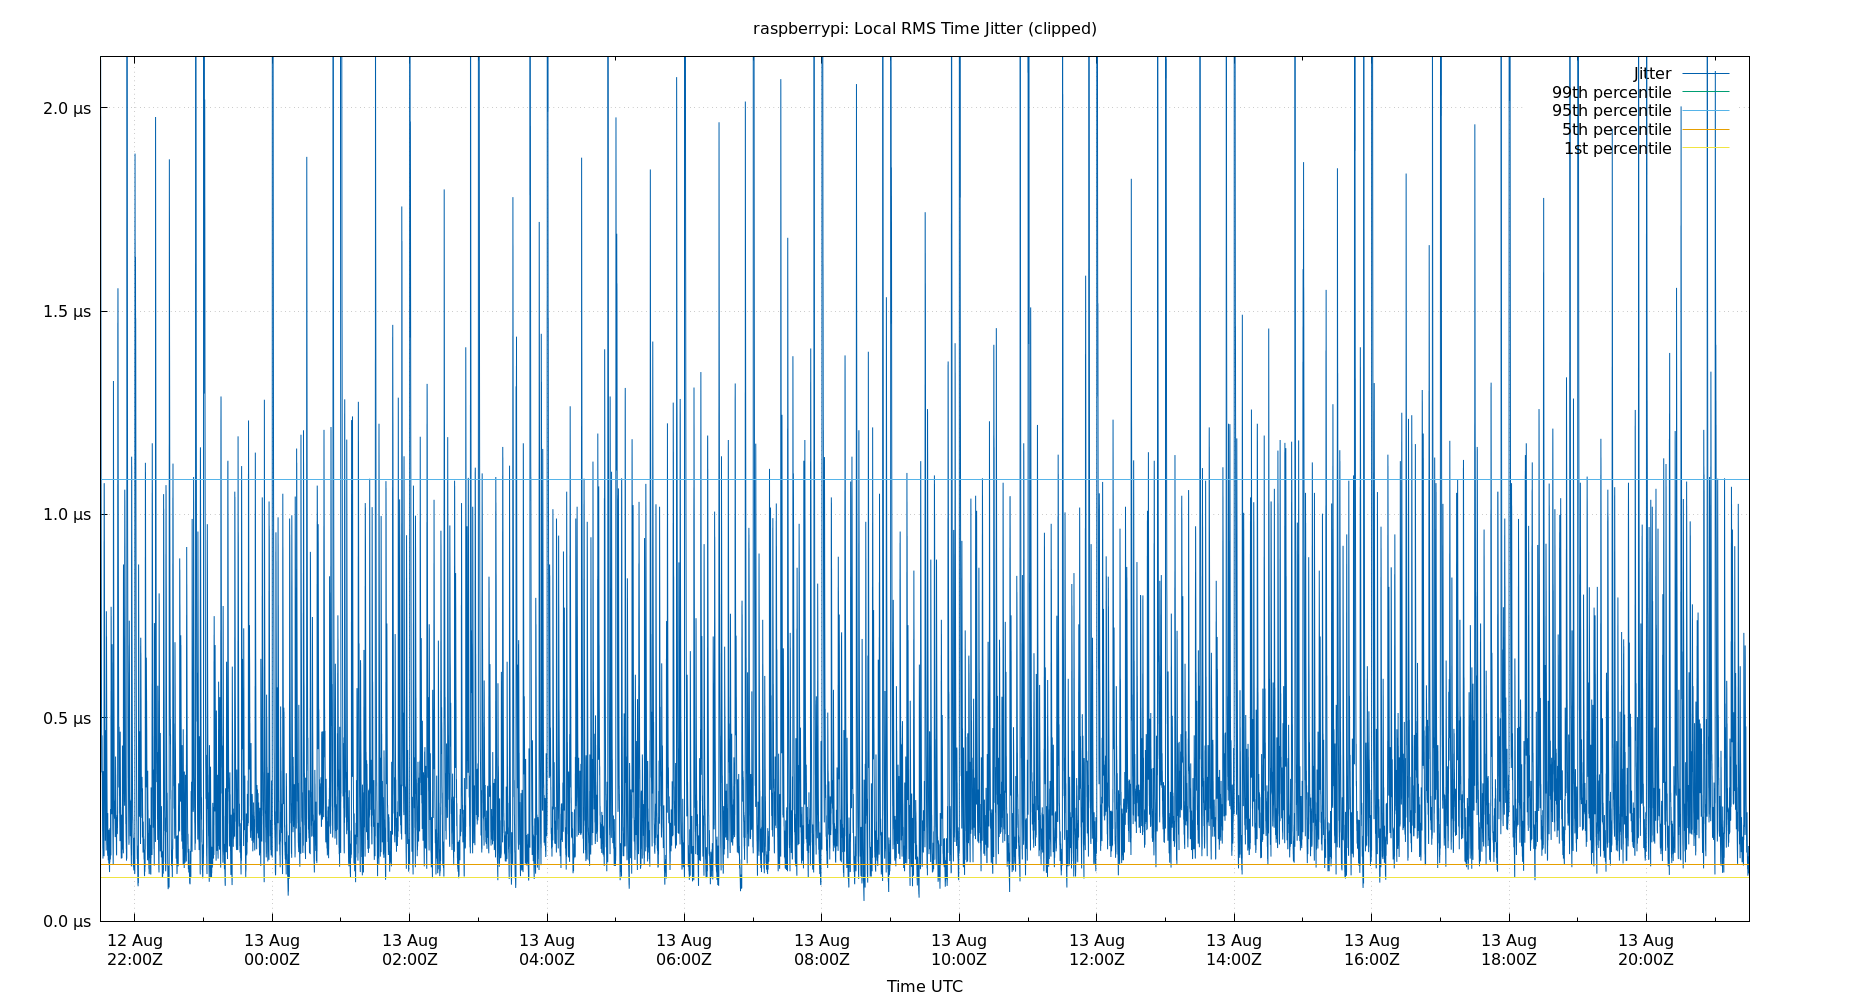 raspberrypi: Local RMS Time Jitter (clipped)
Jitter
99th percentile
95th percentile
5th percentile
1st percentile
2.0 µs
1.5 µs
1.0 µs
0.5 µs
0.0 µs
12 Aug 13 Aug 13 Aug 13 Aug 13 Aug 13 Aug 13 Aug 13 Aug 13 Aug 13 Aug 13 Aug 13 Aug
22:00Z 00:00Z 02:00Z 04:00Z 06:00Z 08:00Z 10:00Z 12:00Z 14:00Z 16:00Z 18:00Z 20:00Z
Time UTC